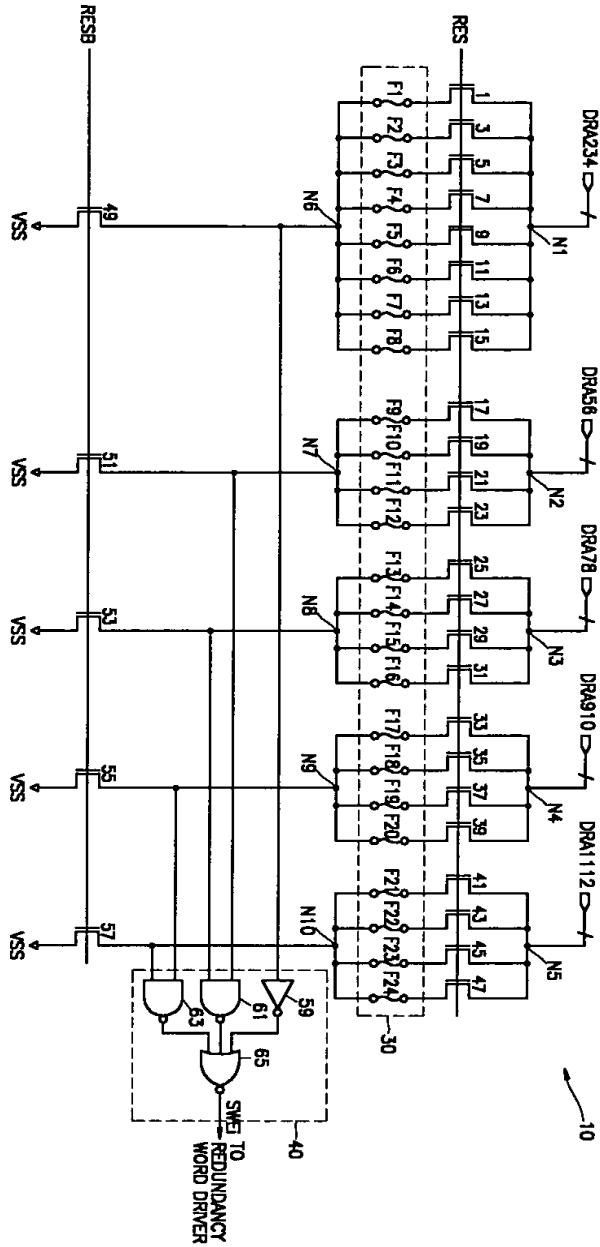 DRA234
DRA56
DRA78
DRA910
DRA1112
N1
N2
N3
N4
N5
10
RES
1 3 5 7 9 11 13 15
17 19 21 23
25 27 29 31
33 35 37 39
41 43 45 47
F1 F2 F3 F4 F5 F6 F7 F8
F9 F10 F11 F12
F13 F14 F15 F16
F17 F18 F19 F20
F21 F22 F23 F24
30
N6
N7
N8
N9
N10
59
61
63
65
40
SWE TO
REDUNDANCY
WORD DRIVER
RESB
49
51
53
55
57
VSS
VSS
VSS
VSS
VSS